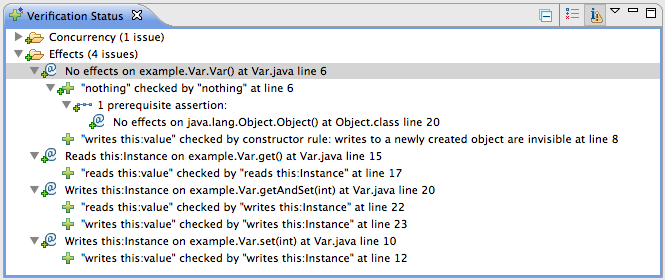 Verification Status
Concurrency (1 issue)
Effects (4 issues)
No effects on example.Var.Var() at Var.java line 6
"nothing" checked by "nothing" at line 6
1 prerequisite assertion:
No effects on java.lang.Object.Object() at Object.class line 20
"writes this:value" checked by constructor rule: writes to a newly created object are invisible at line 8
Reads this:Instance on example.Var.get() at Var.java line 15
"reads this:value" checked by "reads this:Instance" at line 17
Writes this:Instance on example.Var.getAndSet(int) at Var.java line 20
"reads this:value" checked by "writes this:Instance" at line 22
"writes this:value" checked by "writes this:Instance" at line 23
Writes this:Instance on example.Var.set(int) at Var.java line 10
"writes this:value" checked by "writes this:Instance" at line 12